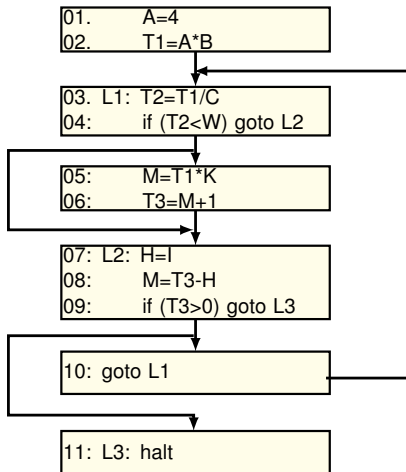 01. A=4
02. T1=A*B
03. L1: T2=T1/C
04: if (T2<W) goto L2
05: M=T1*K
06: T3=M+1
07: L2: H=I
08: M=T3-H
09: if (T3>0) goto L3
10: goto L1
11: L3: halt